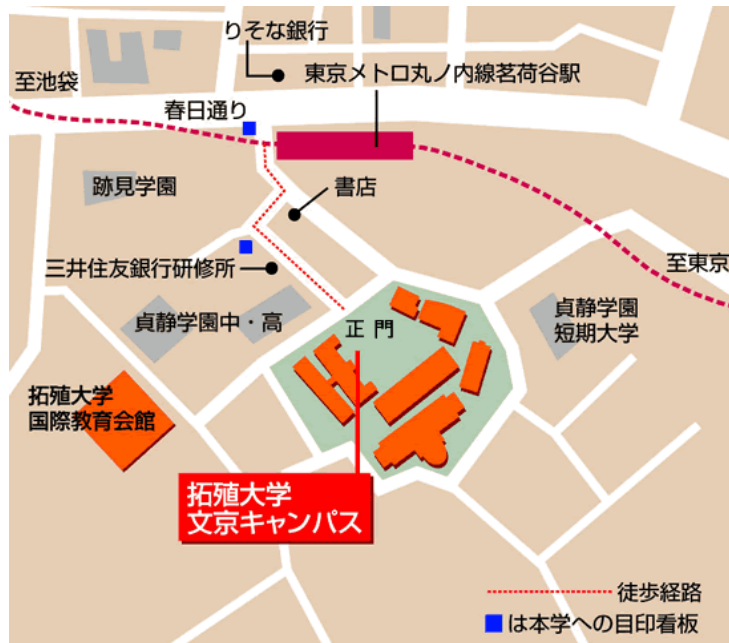 りそな銀行
至池袋
東京メトロ丸ノ内線茗荷谷駅
春日通り
跡見学園
書店
三井住友銀行研修所
至東京
貞静学園中・高
正門
貞静学園
短期大学
拓殖大学
国際教育会館
拓殖大学
文京キャンパス
徒歩経路
は本学への目印看板